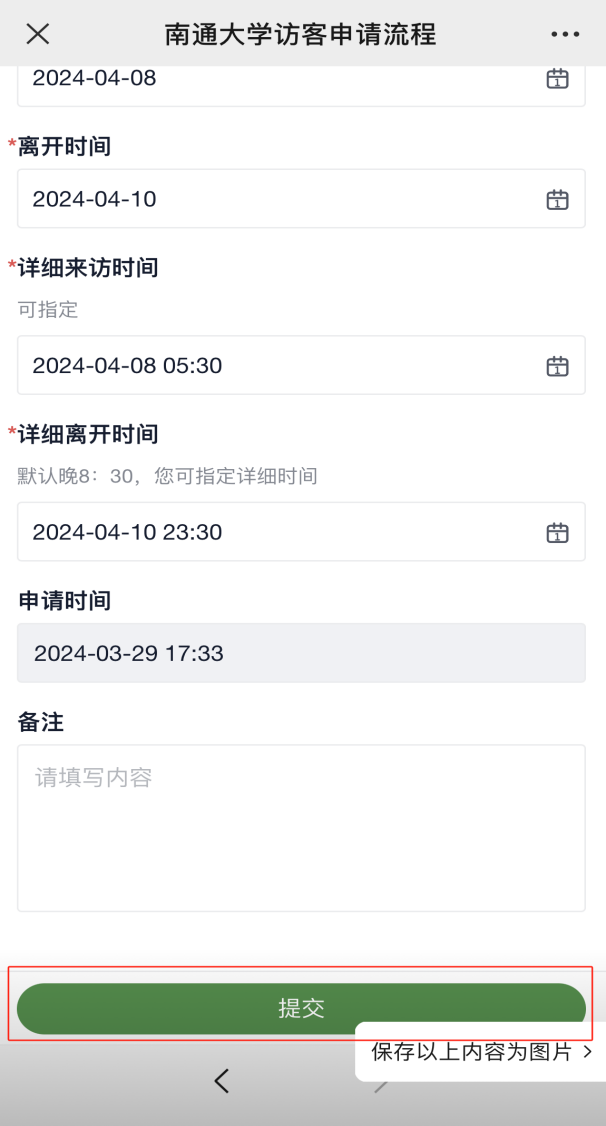 南通大学访客申请流程
2024-04-08
*离开时间
2024-04-10
*详细来访时间
可指定
2024-04-08 05:30
*详细离开时间
默认晚8：30，您可指定详细时间
2024-04-10 23:30
申请时间
2024-03-29 17:33
备注
请填写内容
提交
保存以上内容为图片